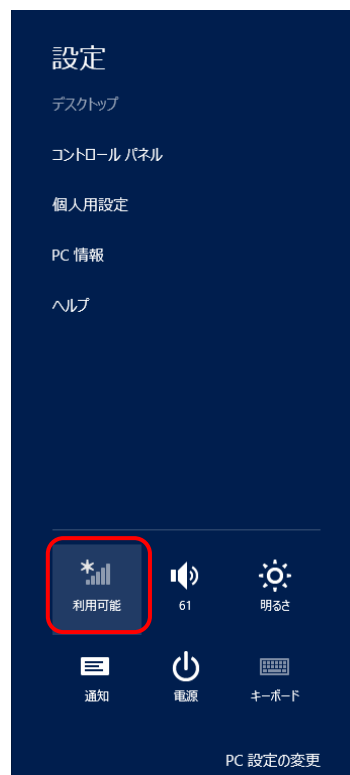 設定
デスクトップ
コントロール パネル
個人用設定
PC 情報
ヘルプ
利用可能
61
明るさ
通知
電源
キーボード
PC 設定の変更